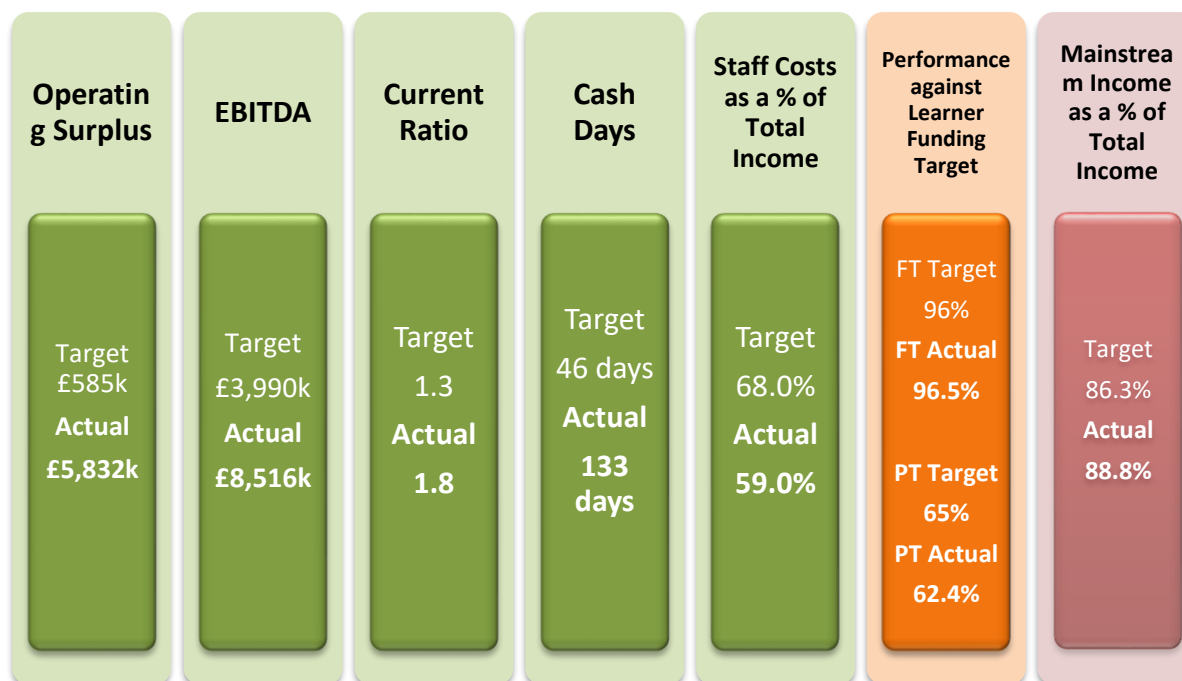 Operatin
g Surplus
Target
£585k
Actual
£5,832k
EBITDA
Target
£3,990k
Actual
£8,516k
Current
Ratio
Target
1.3
Actual
1.8
Cash
Days
Target
46 days
Actual
133
days
Staff Costs
as a % of
Total
Income
Target
68.0%
Actual
59.0%
Performance
against
Learner
Funding
Target
FT Target
96%
FT Actual
96.5%
PT Target
65%
PT Actual
62.4%
Mainstrea
m Income
as a % of
Total
Income
Target
86.3%
Actual
88.8%